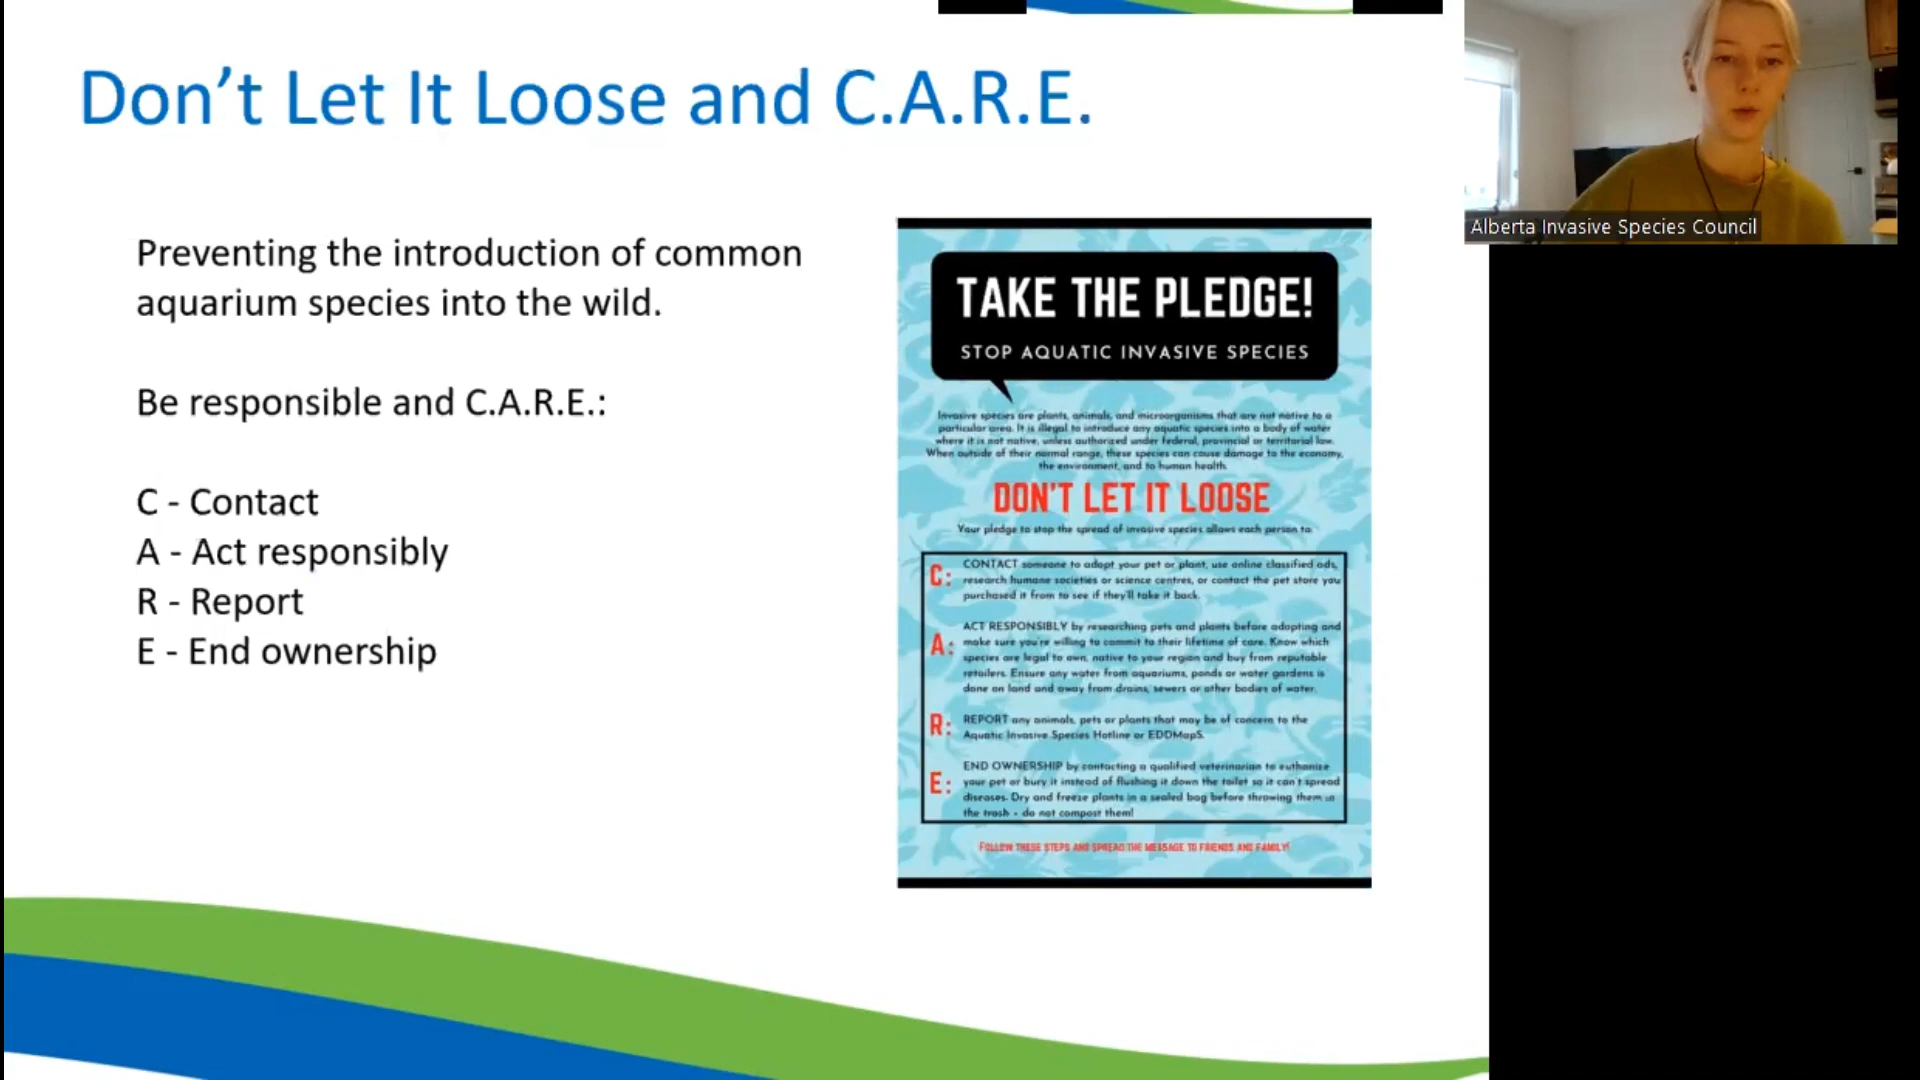 Don't Let It Loose and C.A.R.E.
Preventing the introduction of common
aquarium species into the wild.
Be responsible and C.A.R.E.:
C - Contact
A - Act responsibly
R - Report
E - End ownership
TAKE THE PLEDGE!
STOP AQUATIC INVASIVE SPECIES
Invasive species are plants, animals, and microorganisms that are not native to a
particular area. It is illegal to introduce any aquatic species into a body of water
where it is not native, unless authorized under federal, provincial or territorial law.
When outside of their normal range, these species can cause damage to the economy,
the environment, and to human health.
DON'T LET IT LOOSE
Your pledge to stop the spread of invasive species allows each person to:
C: CONTACT someone to adopt your pet or plant, use online classified ads,
research humane societies or science centres, or contact the pet store you
purchased it from to see if they'll take it back.
A: ACT RESPONSIBLY by researching pets and plants before adopting and
make sure you're willing to commit to their lifetime of care. Know which
species are legal to own, native to your region and buy from reputable
retailers. Ensure any water from aquariums, ponds or water gardens is
done on land and away from drains, sewers or other bodies of water.
R: REPORT any animals, pets or plants that may be of concern to the
Aquatic Invasive Species Hotline or EDDMapS.
E: END OWNERSHIP by contacting a qualified veterinarian to euthanize
your pet or bury it instead of flushing it down the toilet so it can't spread
diseases. Dry and freeze plants in a sealed bag before throwing them in
the trash - do not compost them!
FOLLOW THESE STEPS AND SPREAD THE MESSAGE TO FRIENDS AND FAMILY!
Alberta Invasive Species Council